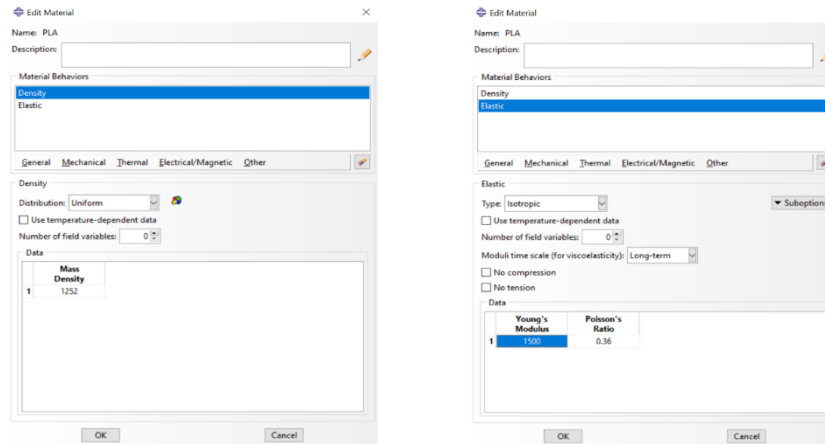 Edit Material
Name: PLA
Description:
Material Behaviors
Density
Elastic
General Mechanical Thermal Electrical/Magnetic Other
Density
Distribution: Uniform
Use temperature-dependent data
Number of field variables: 0
Data
Mass
Density
1 1252
OK Cancel
Edit Material
Name: PLA
Description:
Material Behaviors
Density
Elastic
General Mechanical Thermal Electrical/Magnetic Other
Elastic
Type: Isotropic
Suboptions
Use temperature-dependent data
Number of field variables: 0
Moduli time scale (for viscoelasticity): Long-term
No compression
No tension
Data
Young's Poisson's
Modulus Ratio
1 1500 0.36
OK Cancel